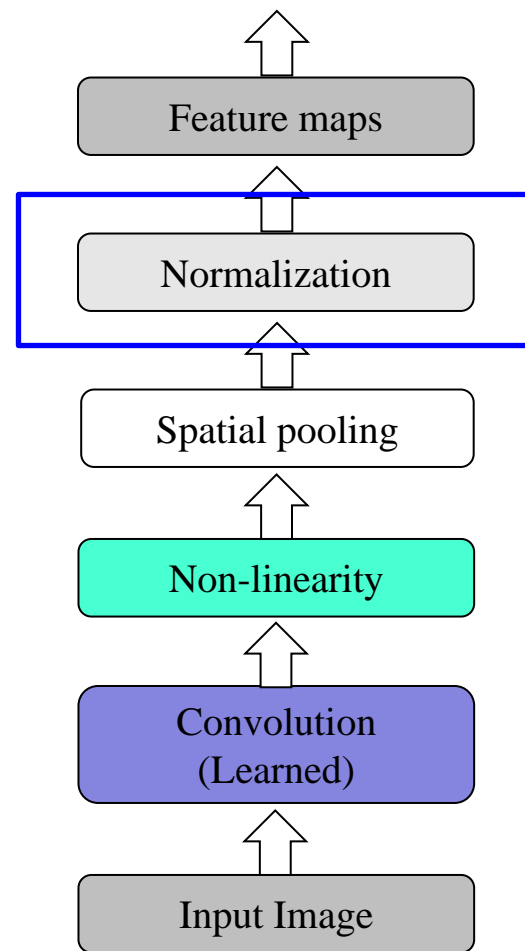 Feature maps
Normalization
Spatial pooling
Non-linearity
Convolution
(Learned)
Input Image